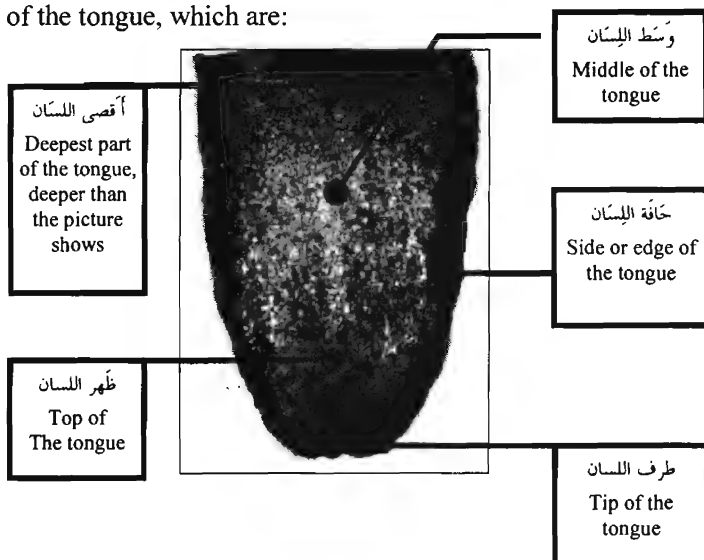 of the tongue, which are:
وَسَط اللِسَان
Middle of the
tongue
أَقصى اللسَان
Deepest part
of the tongue,
deeper than
the picture
shows
حَافَة اللِسَان
Side or edge of
the tongue
ظَهر اللسان
Top of
The tongue
طرف اللسان
Tip of the
tongue